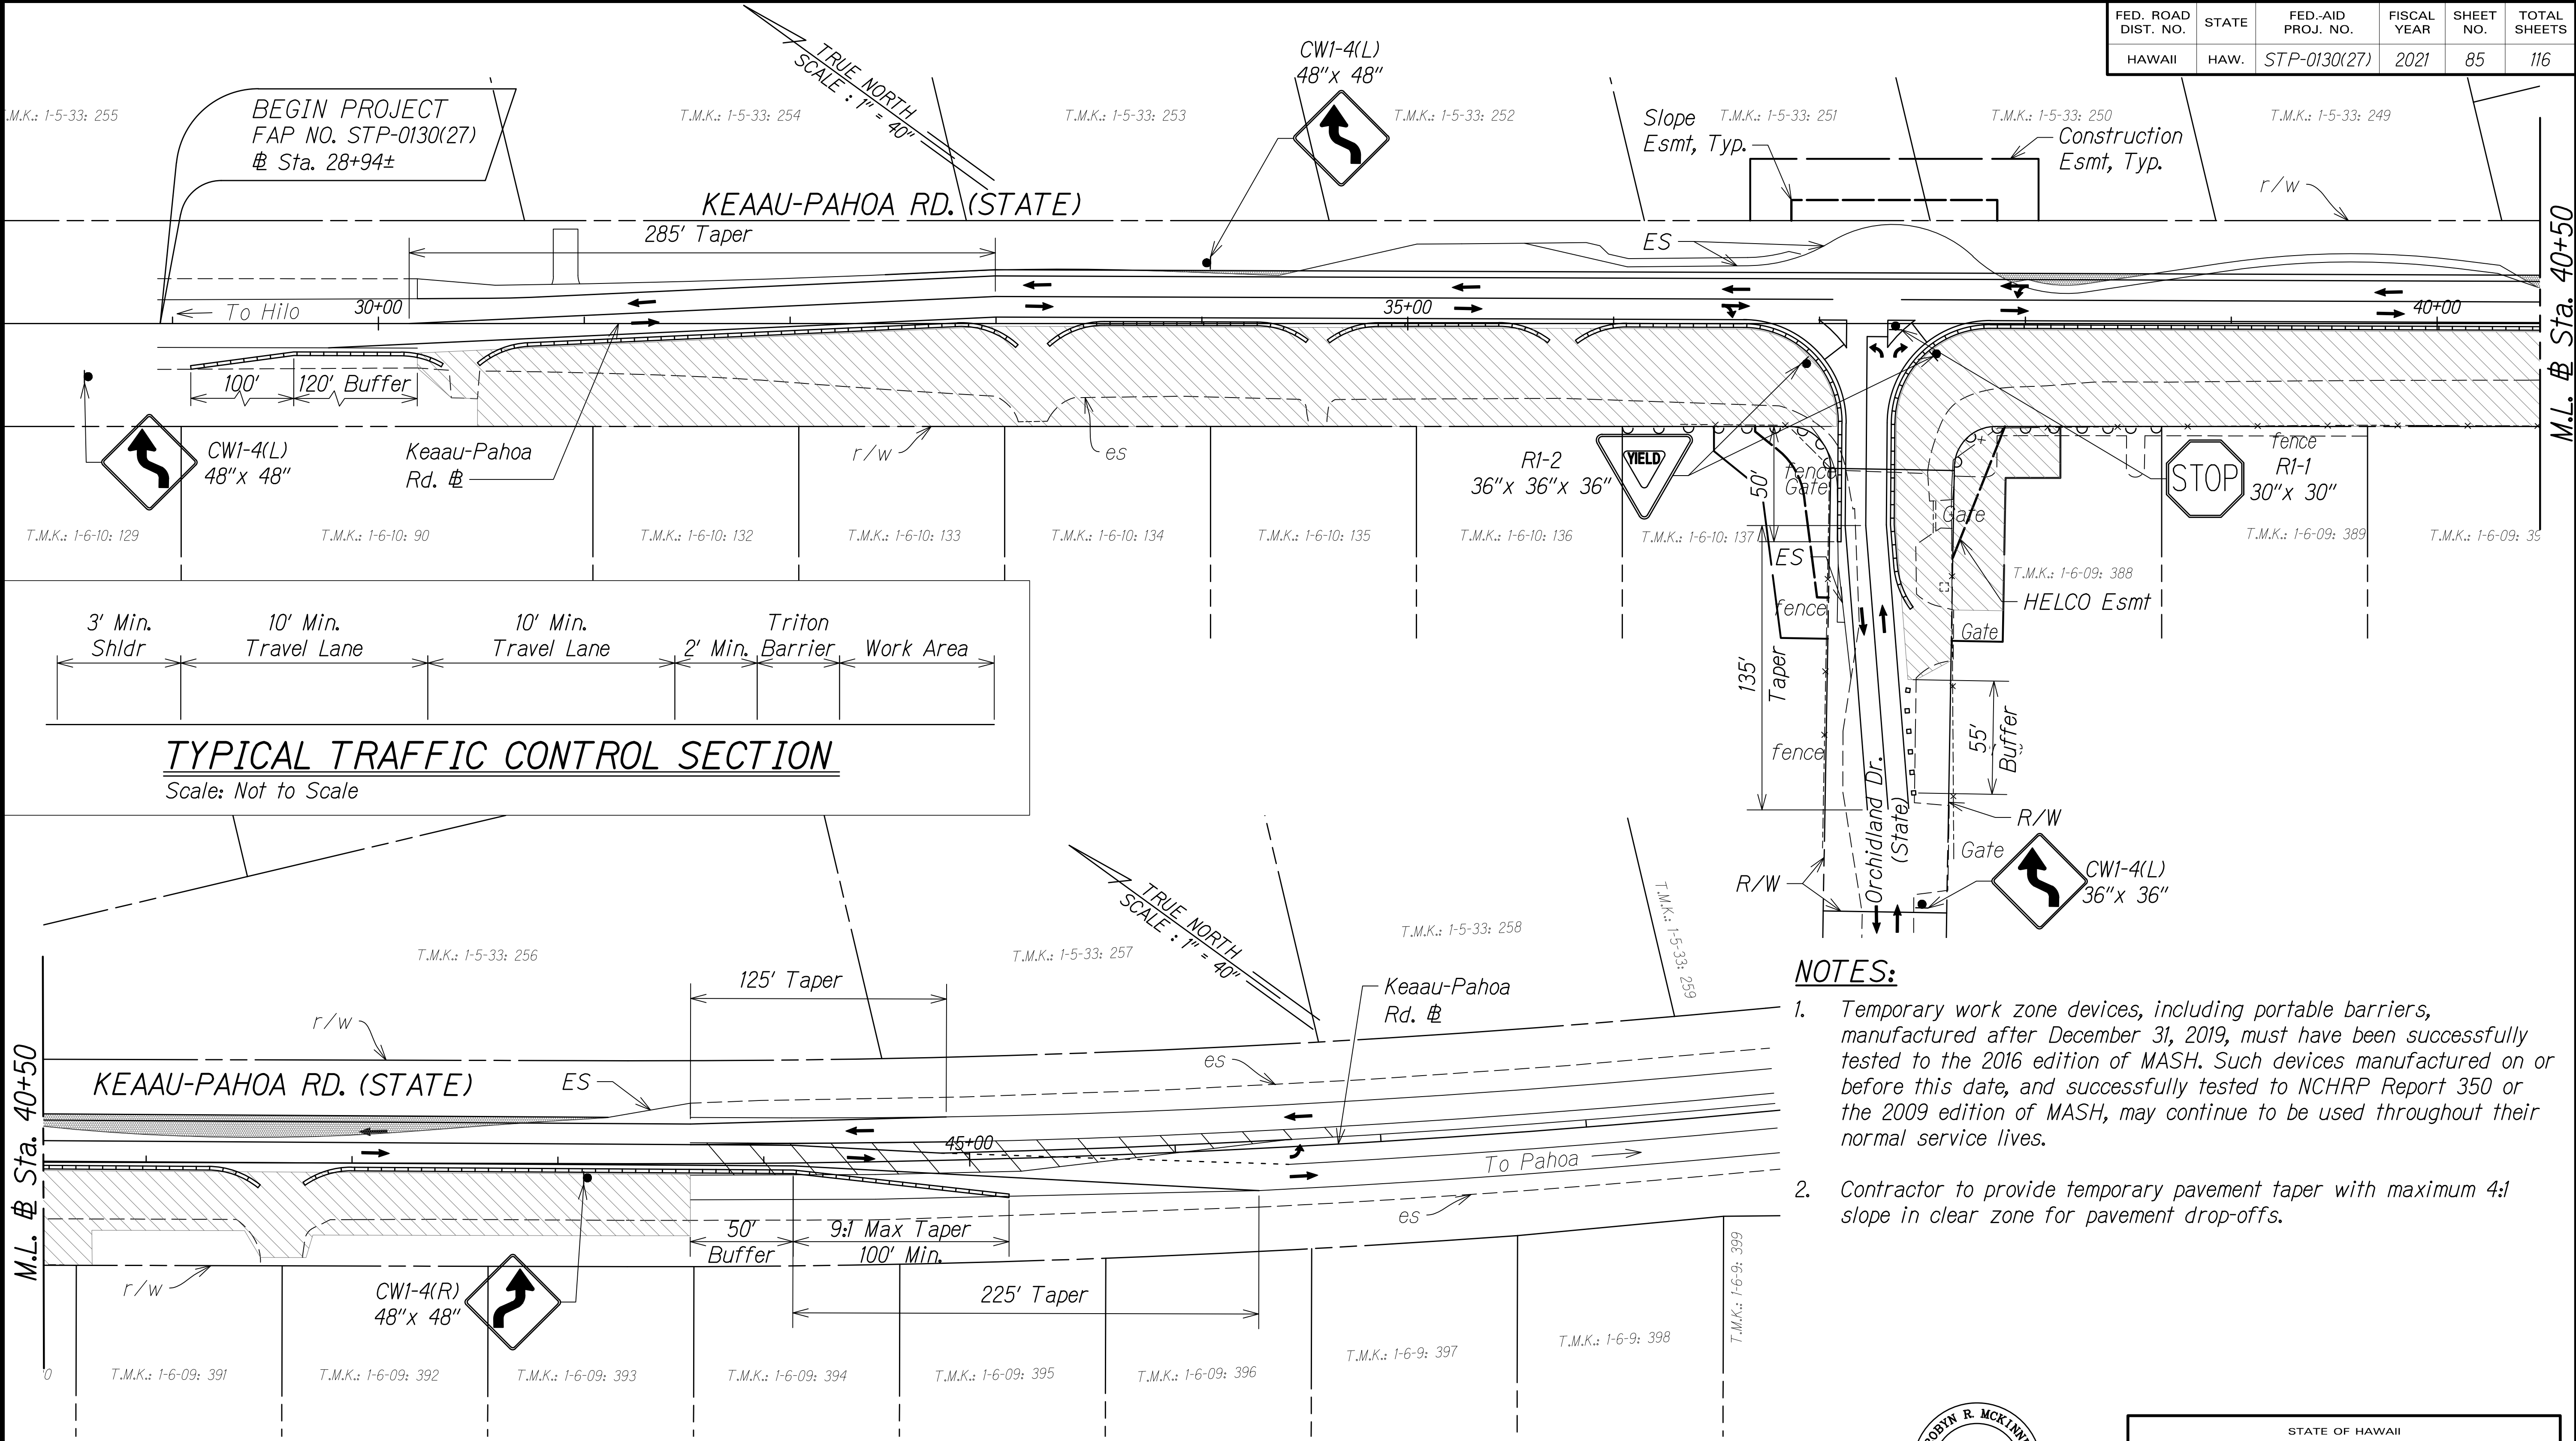 FED. ROAD DIST. NO. STATE FED.-AID PROJ. NO. FISCAL YEAR SHEET NO. TOTAL SHEETS
HAWAII HAW. STP-0130(27) 2021 85 116
BEGIN PROJECT
FAP NO. STP-0130(27)
℄ Sta. 28+94±
TRUE NORTH
SCALE : 1" = 40"
CW1-4(L)
48"x 48"
.M.K.: 1-5-33: 255
T.M.K.: 1-5-33: 254
T.M.K.: 1-5-33: 253
T.M.K.: 1-5-33: 252
T.M.K.: 1-5-33: 251
T.M.K.: 1-5-33: 250
T.M.K.: 1-5-33: 249
Slope
Esmt, Typ.
Construction
Esmt, Typ.
r/w
KEAAU-PAHOA RD. (STATE)
285' Taper
ES
To Hilo
30+00
35+00
40+00
M.L. ℄ Sta. 40+50
100'
120' Buffer
CW1-4(L)
48"x 48"
Keaau-Pahoa
Rd. ℄
r/w
es
R1-2
36"x 36"x 36"
YIELD
50'
fence
Gate
STOP
fence
R1-1
30"x 30"
Gate
T.M.K.: 1-6-10: 129
T.M.K.: 1-6-10: 90
T.M.K.: 1-6-10: 132
T.M.K.: 1-6-10: 133
T.M.K.: 1-6-10: 134
T.M.K.: 1-6-10: 135
T.M.K.: 1-6-10: 136
T.M.K.: 1-6-10: 137
T.M.K.: 1-6-09: 389
T.M.K.: 1-6-09: 39
ES
T.M.K.: 1-6-09: 388
HELCO Esmt
fence
Gate
135'
Taper
fence
55'
Buffer
Orchidland Dr.
(State)
R/W
Gate
R/W
CW1-4(L)
36"x 36"
3' Min.
Shldr
10' Min.
Travel Lane
10' Min.
Travel Lane
2' Min.
Triton
Barrier
Work Area
TYPICAL TRAFFIC CONTROL SECTION
Scale: Not to Scale
TRUE NORTH
SCALE : 1" = 40"
T.M.K.: 1-5-33: 256
T.M.K.: 1-5-33: 257
T.M.K.: 1-5-33: 258
T.M.K.: 1-5-33: 259
125' Taper
Keaau-Pahoa
Rd. ℄
r/w
es
KEAAU-PAHOA RD. (STATE)
ES
M.L. ℄ Sta. 40+50
45+00
To Pahoa
es
50'
Buffer
9:1 Max Taper
100' Min.
r/w
CW1-4(R)
48"x 48"
225' Taper
0
T.M.K.: 1-6-09: 391
T.M.K.: 1-6-09: 392
T.M.K.: 1-6-09: 393
T.M.K.: 1-6-09: 394
T.M.K.: 1-6-09: 395
T.M.K.: 1-6-09: 396
T.M.K.: 1-6-9: 397
T.M.K.: 1-6-9: 398
T.M.K.: 1-6-9: 399
NOTES:
1. Temporary work zone devices, including portable barriers,
manufactured after December 31, 2019, must have been successfully
tested to the 2016 edition of MASH. Such devices manufactured on or
before this date, and successfully tested to NCHRP Report 350 or
the 2009 edition of MASH, may continue to be used throughout their
normal service lives.
2. Contractor to provide temporary pavement taper with maximum 4:1
slope in clear zone for pavement drop-offs.
OBYN R. MCKINN
STATE OF HAWAII